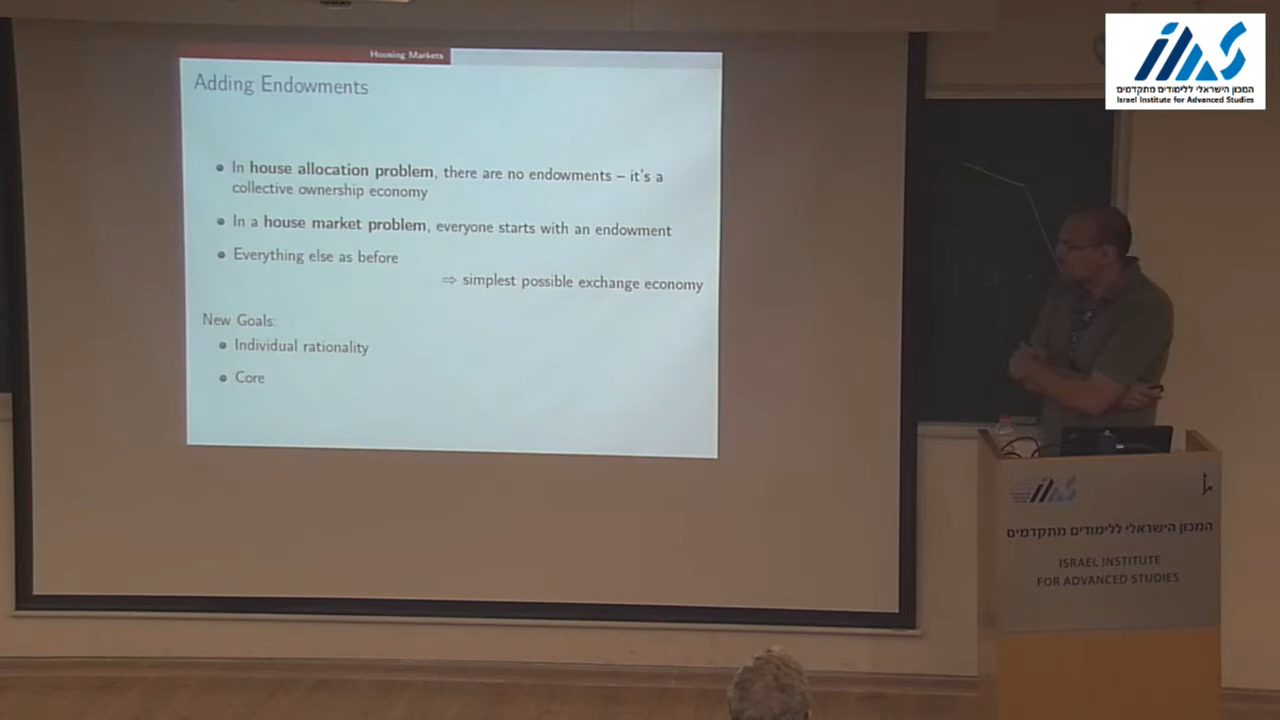 Housing Markets
Adding Endowments
• In house allocation problem, there are no endowments – it's a
collective ownership economy
• In a house market problem, everyone starts with an endowment
• Everything else as before
⇒ simplest possible exchange economy
New Goals:
• Individual rationality
• Core
המכון הישראלי ללימודים מתקדמים
Israel Institute for Advanced Studies
המכון הישראלי ללימודים מתקדמים
ISRAEL INSTITUTE
FOR ADVANCED STUDIES